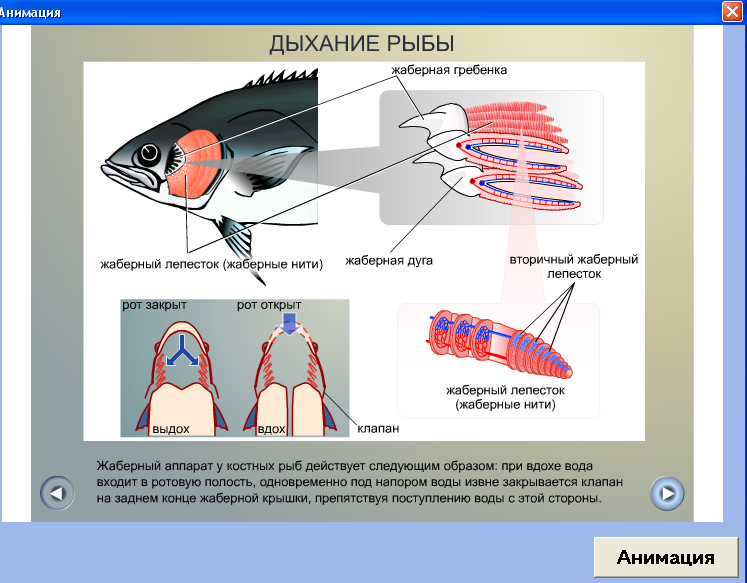 Анимация
ДЫХАНИЕ РЫБЫ
жаберная гребенка
жаберный лепесток (жаберные нити)
жаберная дуга
вторичный жаберный
лепесток
рот закрыт
рот открыт
жаберный лепесток
(жаберные нити)
выдох
вдох
клапан
Жаберный аппарат у костных рыб действует следующим образом: при вдохе вода
входит в ротовую полость, одновременно под напором воды извне закрывается клапан
на заднем конце жаберной крышки, препятствуя поступлению воды с этой стороны.
Анимация